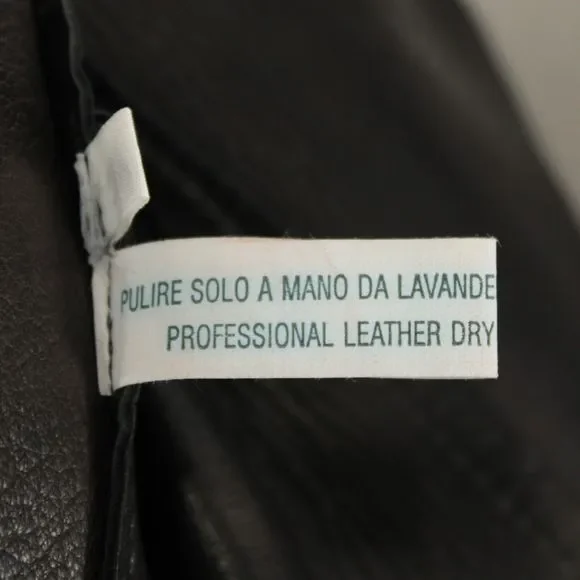 PULIRE SOLO A MANO DA LAVANDE
PROFESSIONAL LEATHER DRY